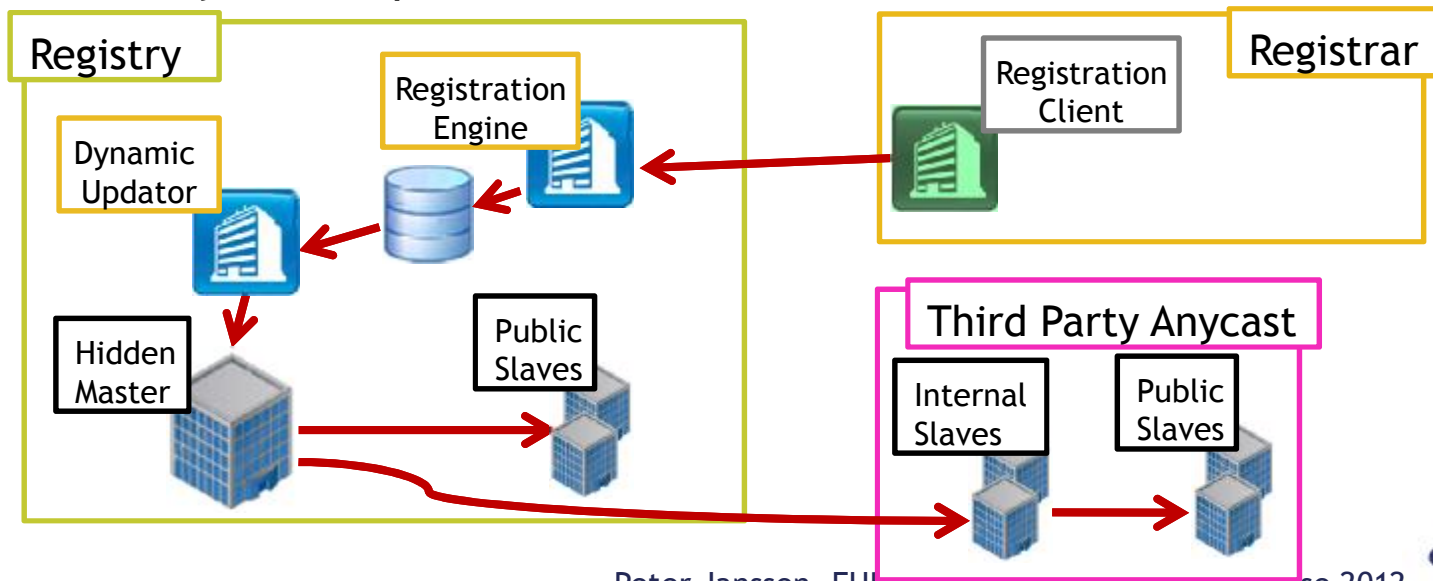 Registry
Registration
Engine
Dynamic
Updator
Hidden
Master
Public
Slaves
Registrar
Registration
Client
Third Party Anycast
Internal
Slaves
Public
Slaves
2012